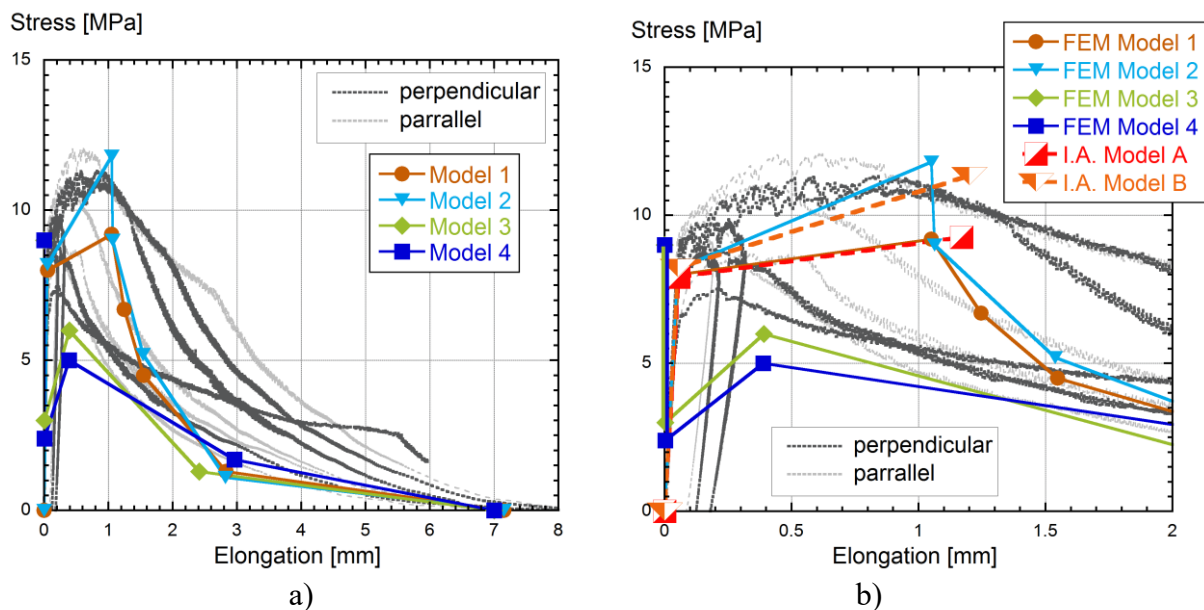 Stress [MPa]
15
10
5
0
0 1 2 3 4 5 6 7 8
Elongation [mm]
perpendicular
parrallel
Model 1
Model 2
Model 3
Model 4
a)
Stress [MPa]
15
10
5
0
0 0.5 1 1.5 2
Elongation [mm]
FEM Model 1
FEM Model 2
FEM Model 3
FEM Model 4
I.A. Model A
I.A. Model B
perpendicular
parrallel
b)